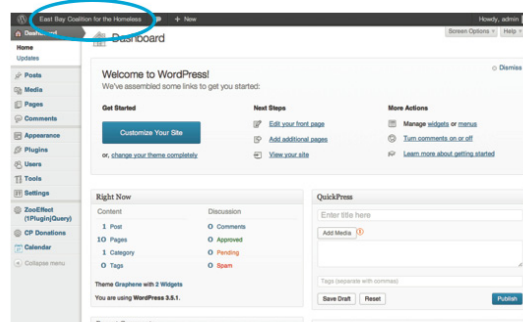 East Bay Coalition for the Homeless
+ New
Howdy, admin
Dashboard
Screen Options
Help
Home
Updates
Posts
Media
Pages
Comments
Appearance
Plugins
Users
Tools
Settings
ZooEffect
(1Plugin|jQuery)
CP Donations
Calendar
Collapse menu
Dashboard
Dismiss
Welcome to WordPress!
We've assembled some links to get you started:
Get Started
Customize Your Site
or, change your theme completely
Next Steps
Edit your front page
Add additional pages
View your site
More Actions
Manage widgets or menus
Turn comments on or off
Learn more about getting started
Right Now
Content
Discussion
1 Post
0 Comments
10 Pages
0 Approved
1 Category
0 Pending
0 Tags
0 Spam
Theme Graphene with 3 Widgets
You are using WordPress 3.5.1.
QuickPress
Enter title here
Add Media
Tags (separate with commas)
Save Draft
Reset
Publish